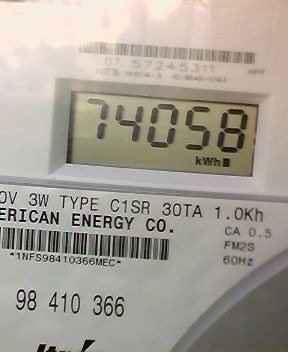 07 57245311
74058
kWh
0V 3W TYPE C1SR 30TA 1.0Kh
ERICAN ENERGY CO.
CA 0.5
FM2S
*1NFS98410366MEC*
60Hz
98 410 366